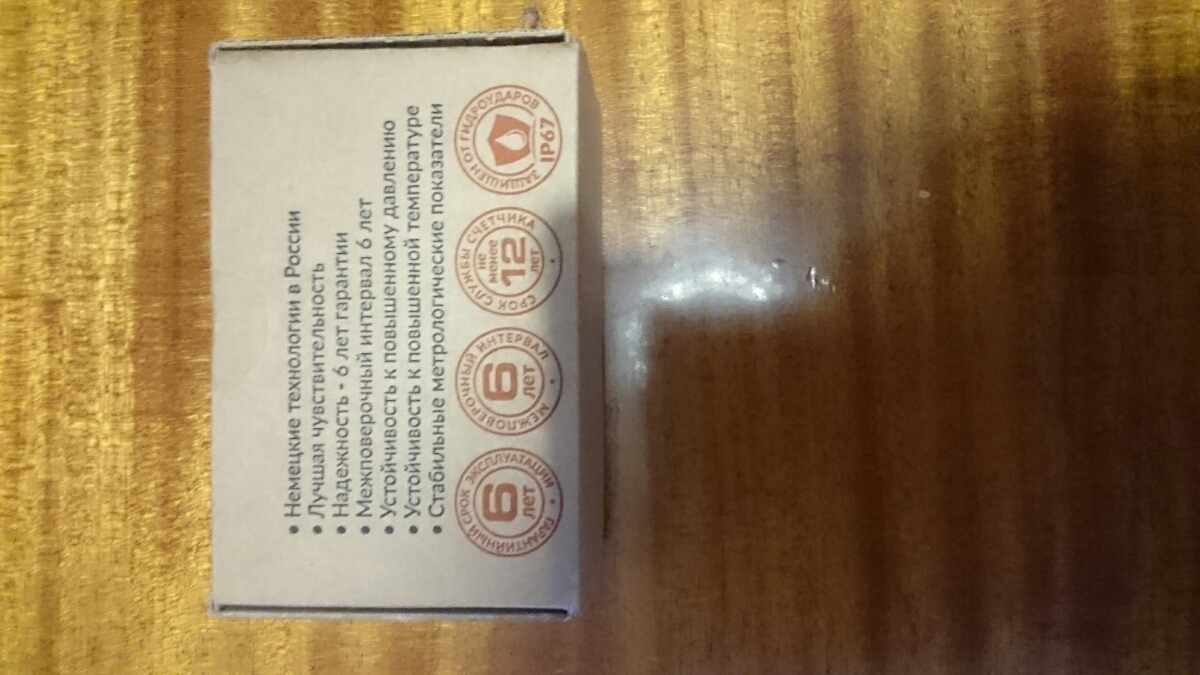 • Немецкие технологии в России
• Лучшая чувствительность
• Надежность - 6 лет гарантии
• Межповерочный интервал 6 лет
• Устойчивость к повышенному давлению
• Устойчивость к повышенной температуре
• Стабильные метрологические показатели
ГАРАНТИЙНЫЙ СРОК ЭКСПЛУАТАЦИИ
6
лет
МЕЖПОВЕРОЧНЫЙ ИНТЕРВАЛ
6
лет
СРОК СЛУЖБЫ СЧЕТЧИКА
не
менее
12
лет
ЗАЩИЩЕН ОТ ГИДРОУДАРОВ
IP67